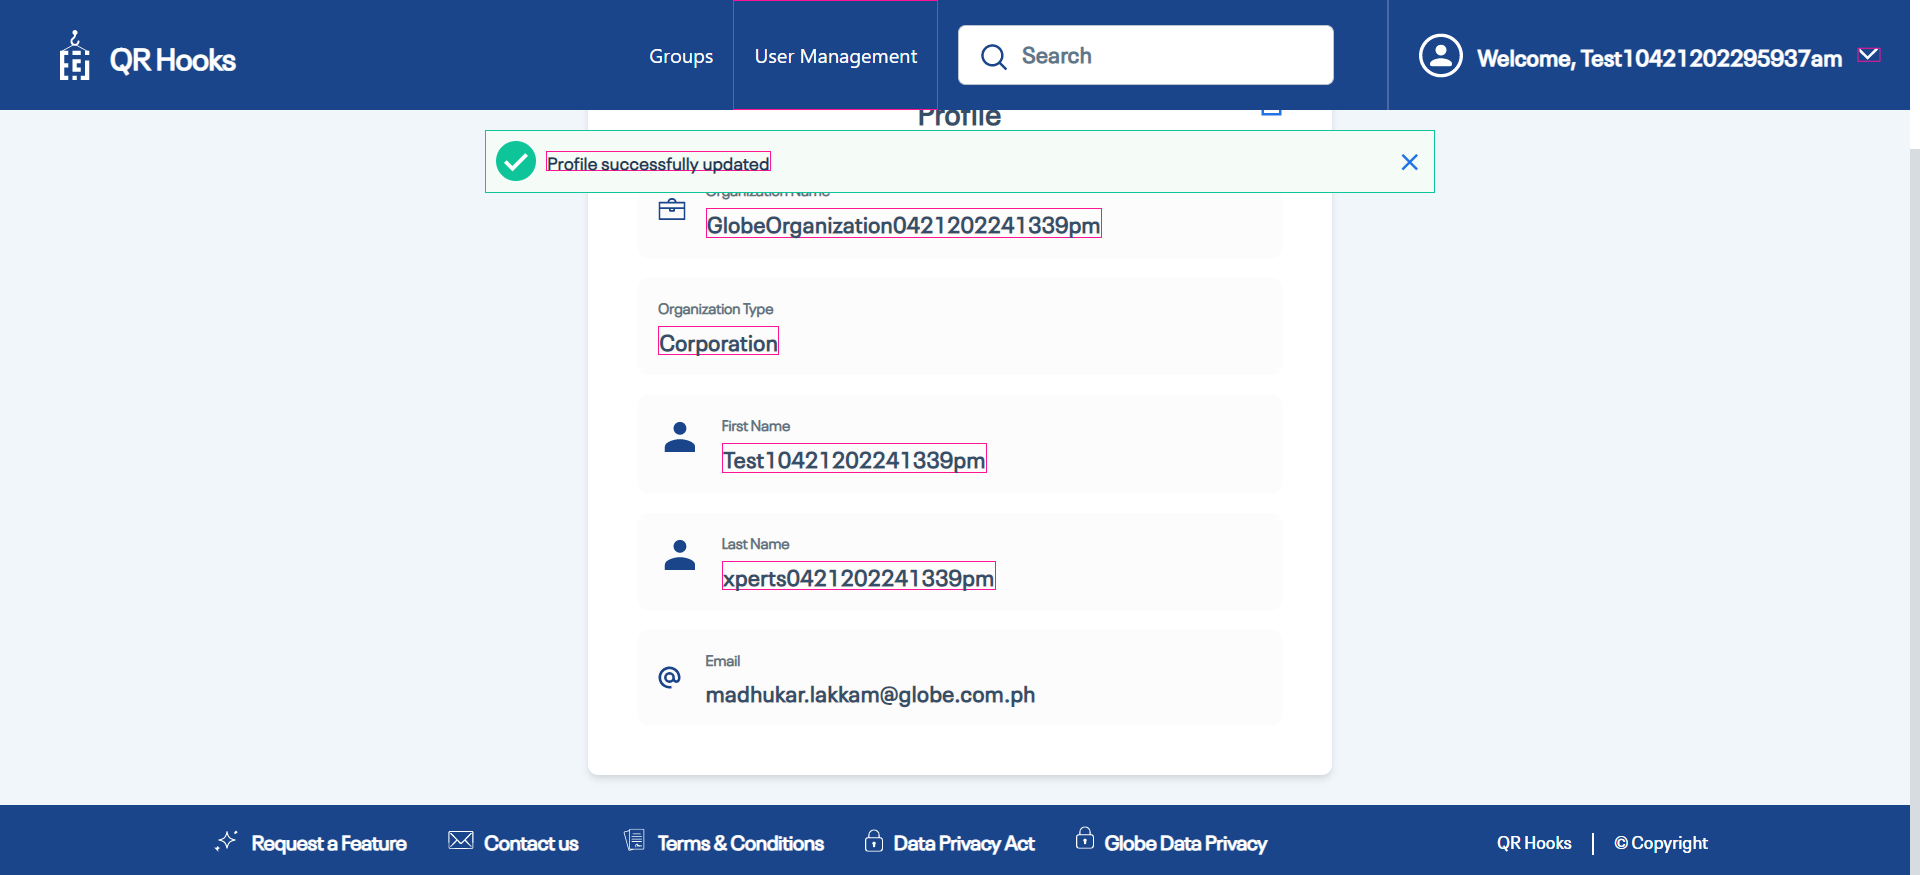 QR Hooks
Groups
User Management
Search
Welcome, Test10421202295937am
Profile
Profile successfully updated
Organization Name
GlobeOrganization0421202241339pm
Organization Type
Corporation
First Name
Test10421202241339pm
Last Name
xperts0421202241339pm
Email
madhukar.lakkam@globe.com.ph
Request a Feature
Contact us
Terms & Conditions
Data Privacy Act
Globe Data Privacy
QR Hooks
© Copyright